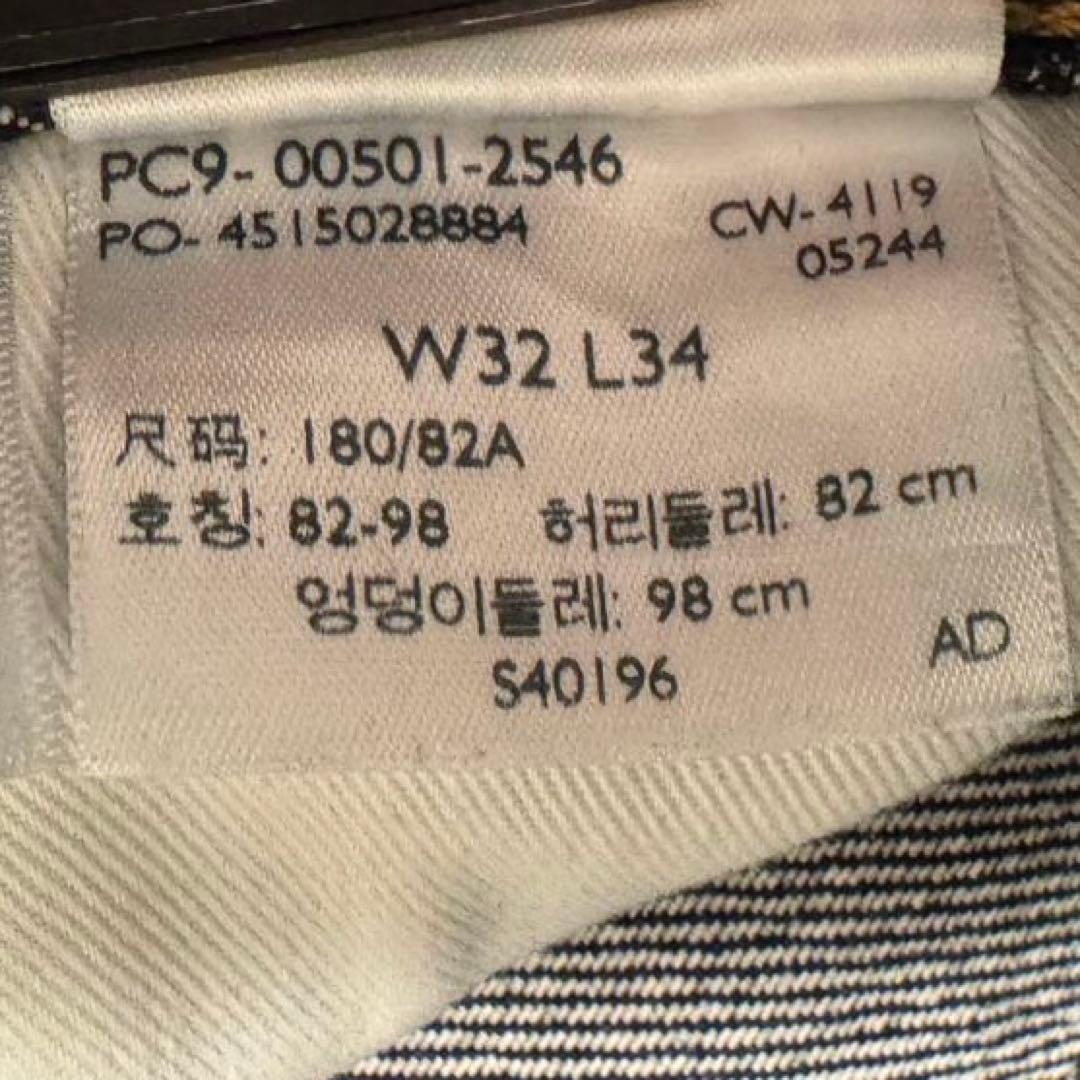 PC9- 00501-2546
PO- 4515028884
CW- 4119
05244
W32 L34
尺码: 180/82A
호칭: 82-98 허리둘레: 82 cm
엉덩이둘레: 98 cm
AD
S40196